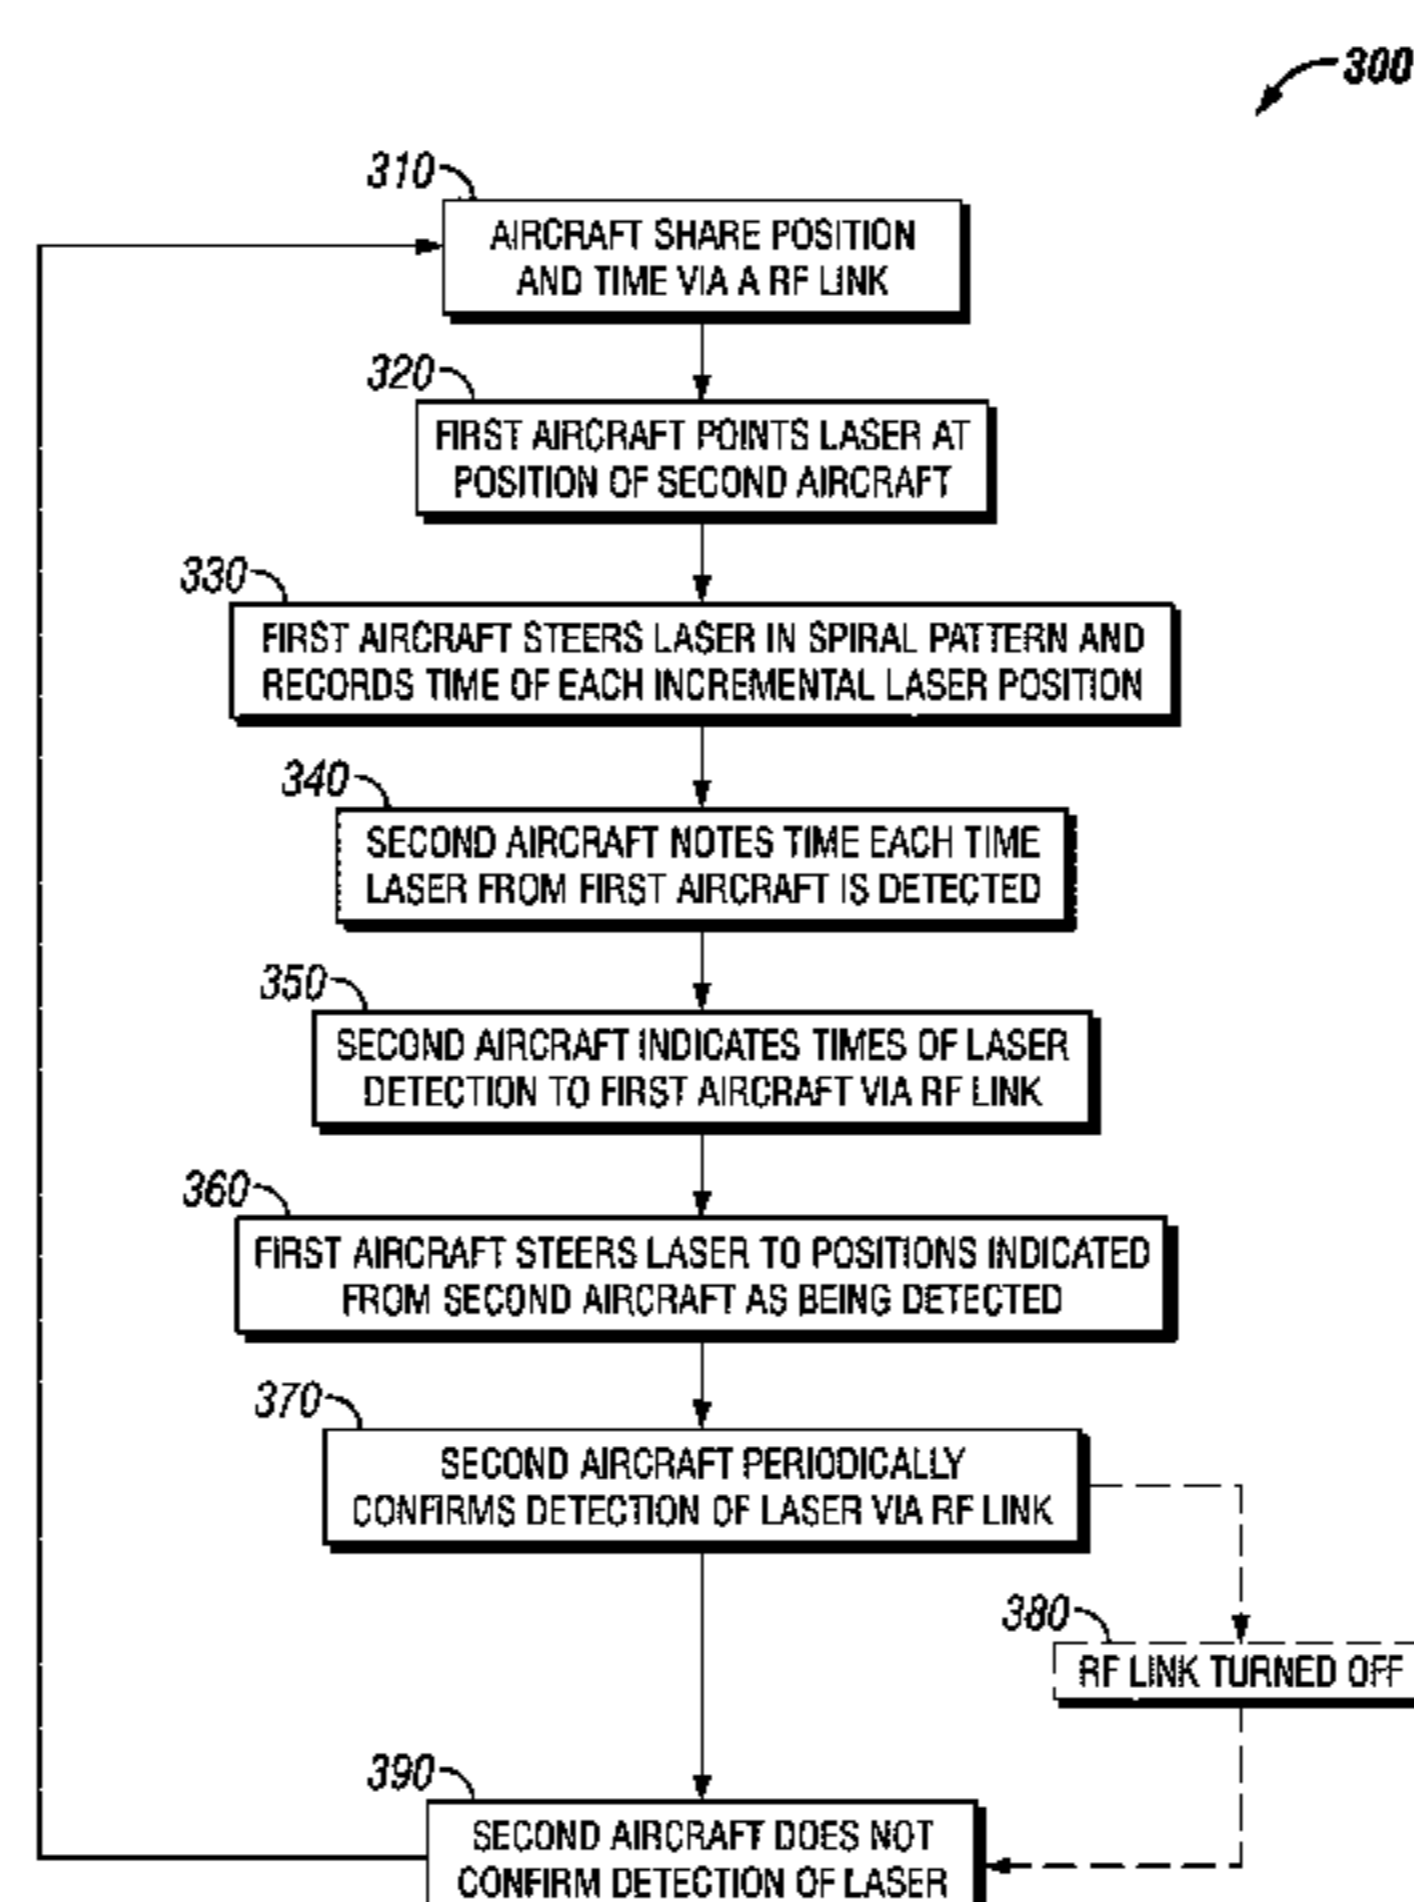 300
310
AIRCRAFT SHARE POSITION
AND TIME VIA A RF LINK
320
FIRST AIRCRAFT POINTS LASER AT
POSITION OF SECOND AIRCRAFT
330
FIRST AIRCRAFT STEERS LASER IN SPIRAL PATTERN AND
RECORDS TIME OF EACH INCREMENTAL LASER POSITION
340
SECOND AIRCRAFT NOTES TIME EACH TIME
LASER FROM FIRST AIRCRAFT IS DETECTED
350
SECOND AIRCRAFT INDICATES TIMES OF LASER
DETECTION TO FIRST AIRCRAFT VIA RF LINK
360
FIRST AIRCRAFT STEERS LASER TO POSITIONS INDICATED
FROM SECOND AIRCRAFT AS BEING DETECTED
370
SECOND AIRCRAFT PERIODICALLY
CONFIRMS DETECTION OF LASER VIA RF LINK
380
RF LINK TURNED OFF
390
SECOND AIRCRAFT DOES NOT
CONFIRM DETECTION OF LASER